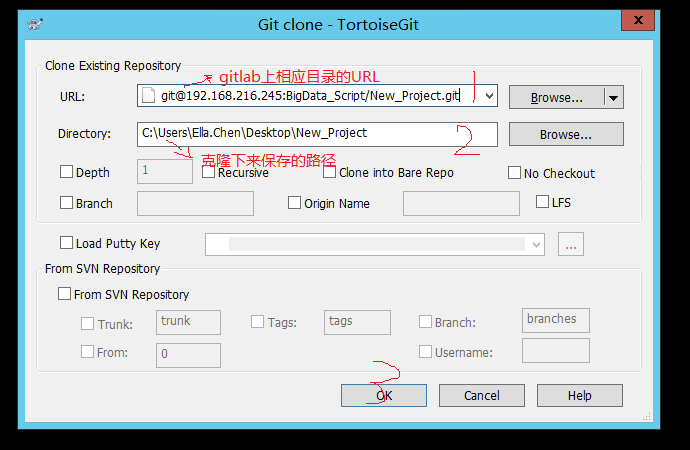 Git clone - TortoiseGit
x
Clone Existing Repository
gitlab上相应目录的URL
1
URL: git@192.168.216.245:BigData_Script/New_Project.git Browse...
Directory: C:\Users\Ella.Chen\Desktop\New_Project 2 Browse...
克隆下来保存的路径
Depth 1 Recursive Clone into Bare Repo No Checkout
Branch Origin Name LFS
Load Putty Key ...
From SVN Repository
From SVN Repository
Trunk: trunk Tags: tags Branch: branches
From: 0 Username:
3
OK Cancel Help